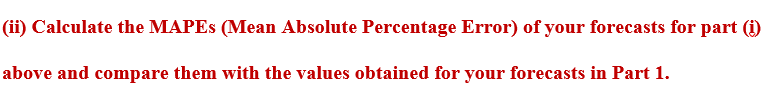 (ii) Calculate the MAPEs (Mean Absolute Percentage Error) of your forecasts for part (i)
above and compare them with the values obtained for your forecasts in Part 1.